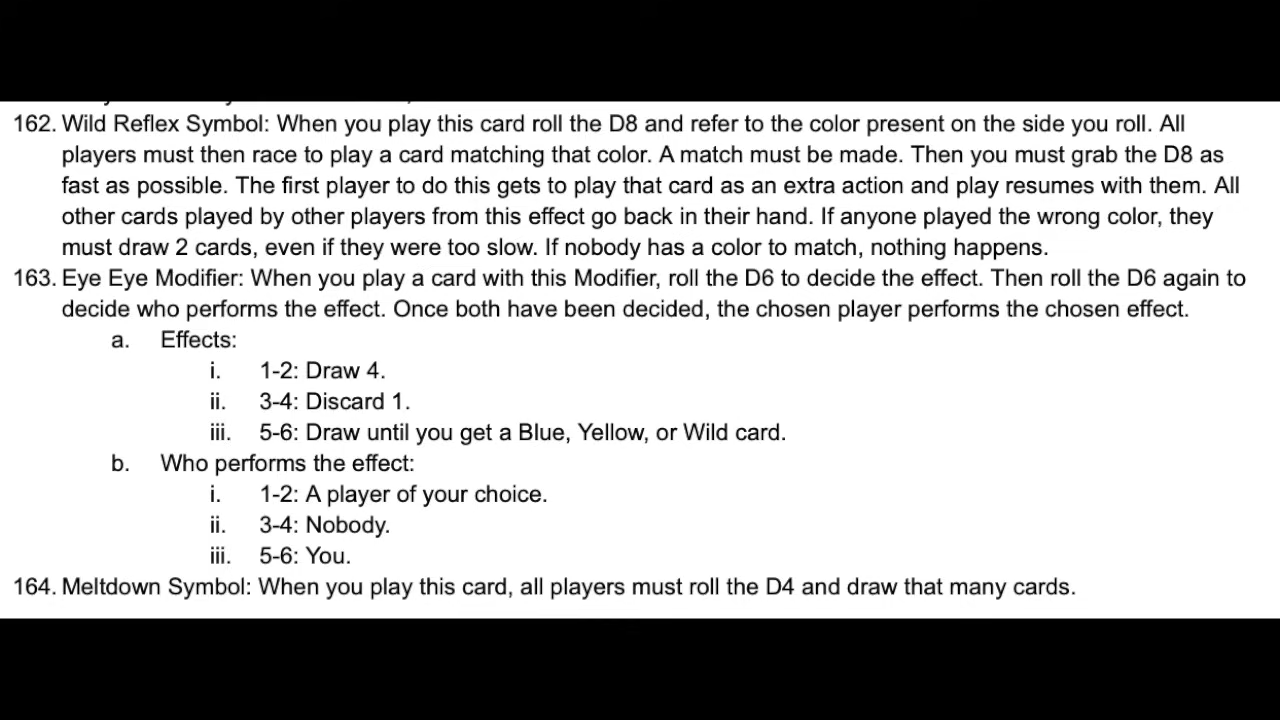 162. Wild Reflex Symbol: When you play this card roll the D8 and refer to the color present on the side you roll. All
players must then race to play a card matching that color. A match must be made. Then you must grab the D8 as
fast as possible. The first player to do this gets to play that card as an extra action and play resumes with them. All
other cards played by other players from this effect go back in their hand. If anyone played the wrong color, they
must draw 2 cards, even if they were too slow. If nobody has a color to match, nothing happens.
163. Eye Eye Modifier: When you play a card with this Modifier, roll the D6 to decide the effect. Then roll the D6 again to
decide who performs the effect. Once both have been decided, the chosen player performs the chosen effect.
a. Effects:
i. 1-2: Draw 4.
ii. 3-4: Discard 1.
iii. 5-6: Draw until you get a Blue, Yellow, or Wild card.
b. Who performs the effect:
i. 1-2: A player of your choice.
ii. 3-4: Nobody.
iii. 5-6: You.
164. Meltdown Symbol: When you play this card, all players must roll the D4 and draw that many cards.